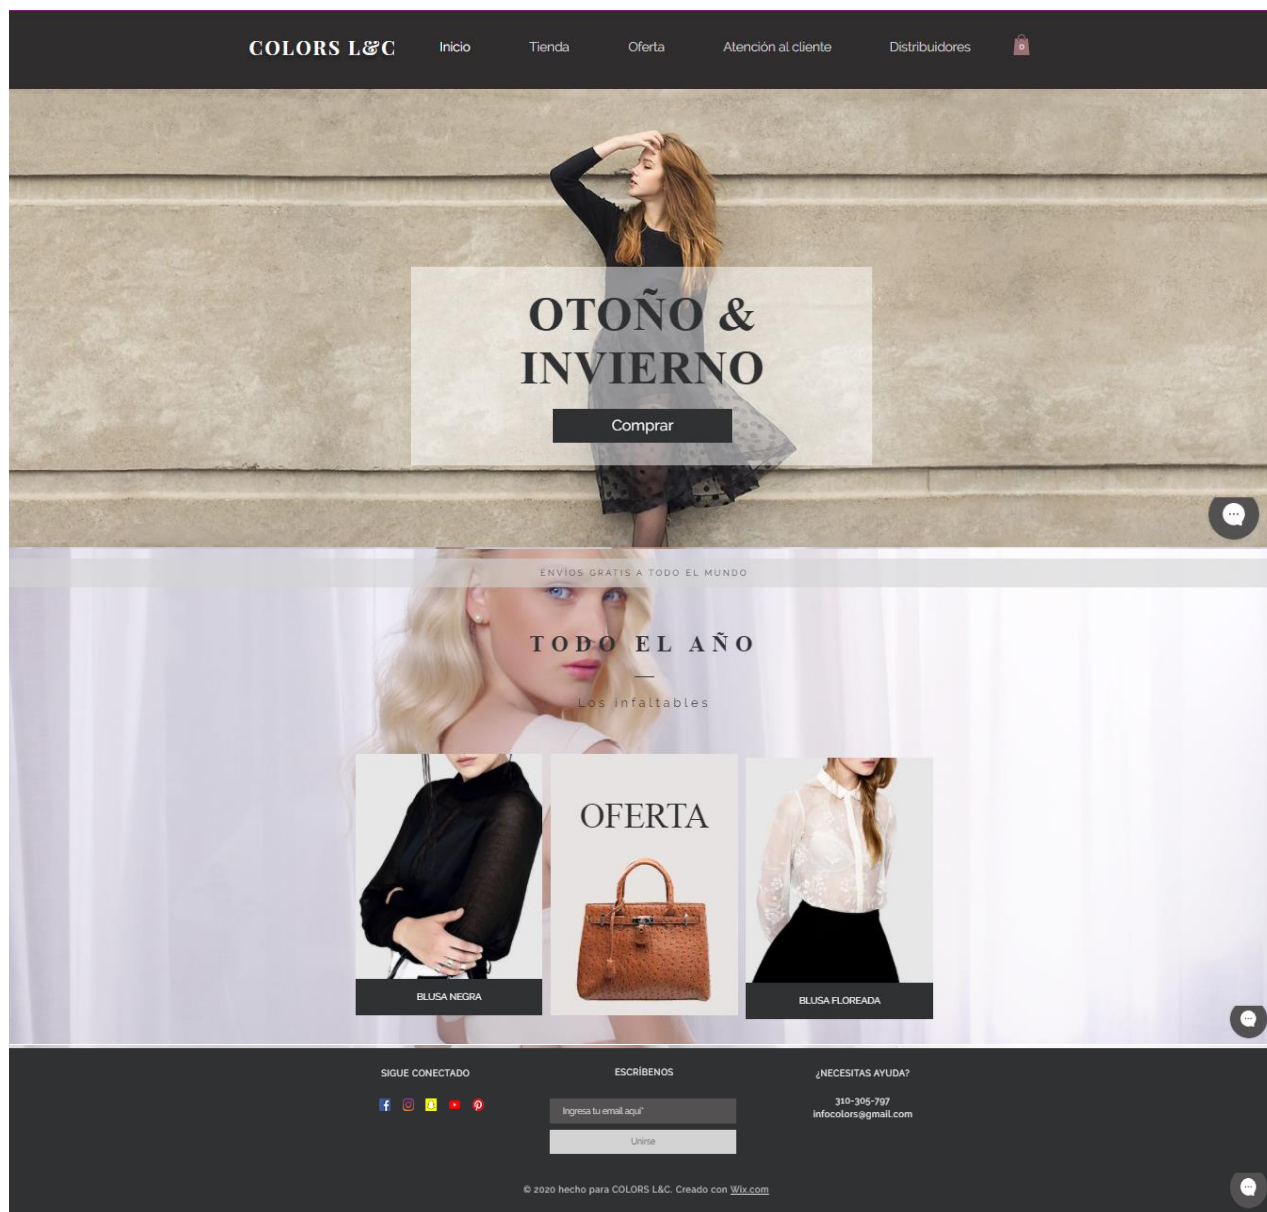 COLORS L&C Inicio Tienda Oferta Atención al cliente Distribuidores 0
OTOÑO &
INVIERNO
Comprar
ENVÍOS GRATIS A TODO EL MUNDO
TODO EL AÑO
Los infaltables
OFERTA
BLUSA NEGRA
BLUSA FLOREADA
SIGUE CONECTADO
ESCRÍBENOS
Ingresa tu email aquí*
Unirse
¿NECESITAS AYUDA?
310-305-797
infocolors@gmail.com
© 2020 hecho para COLORS L&C. Creado con Wix.com